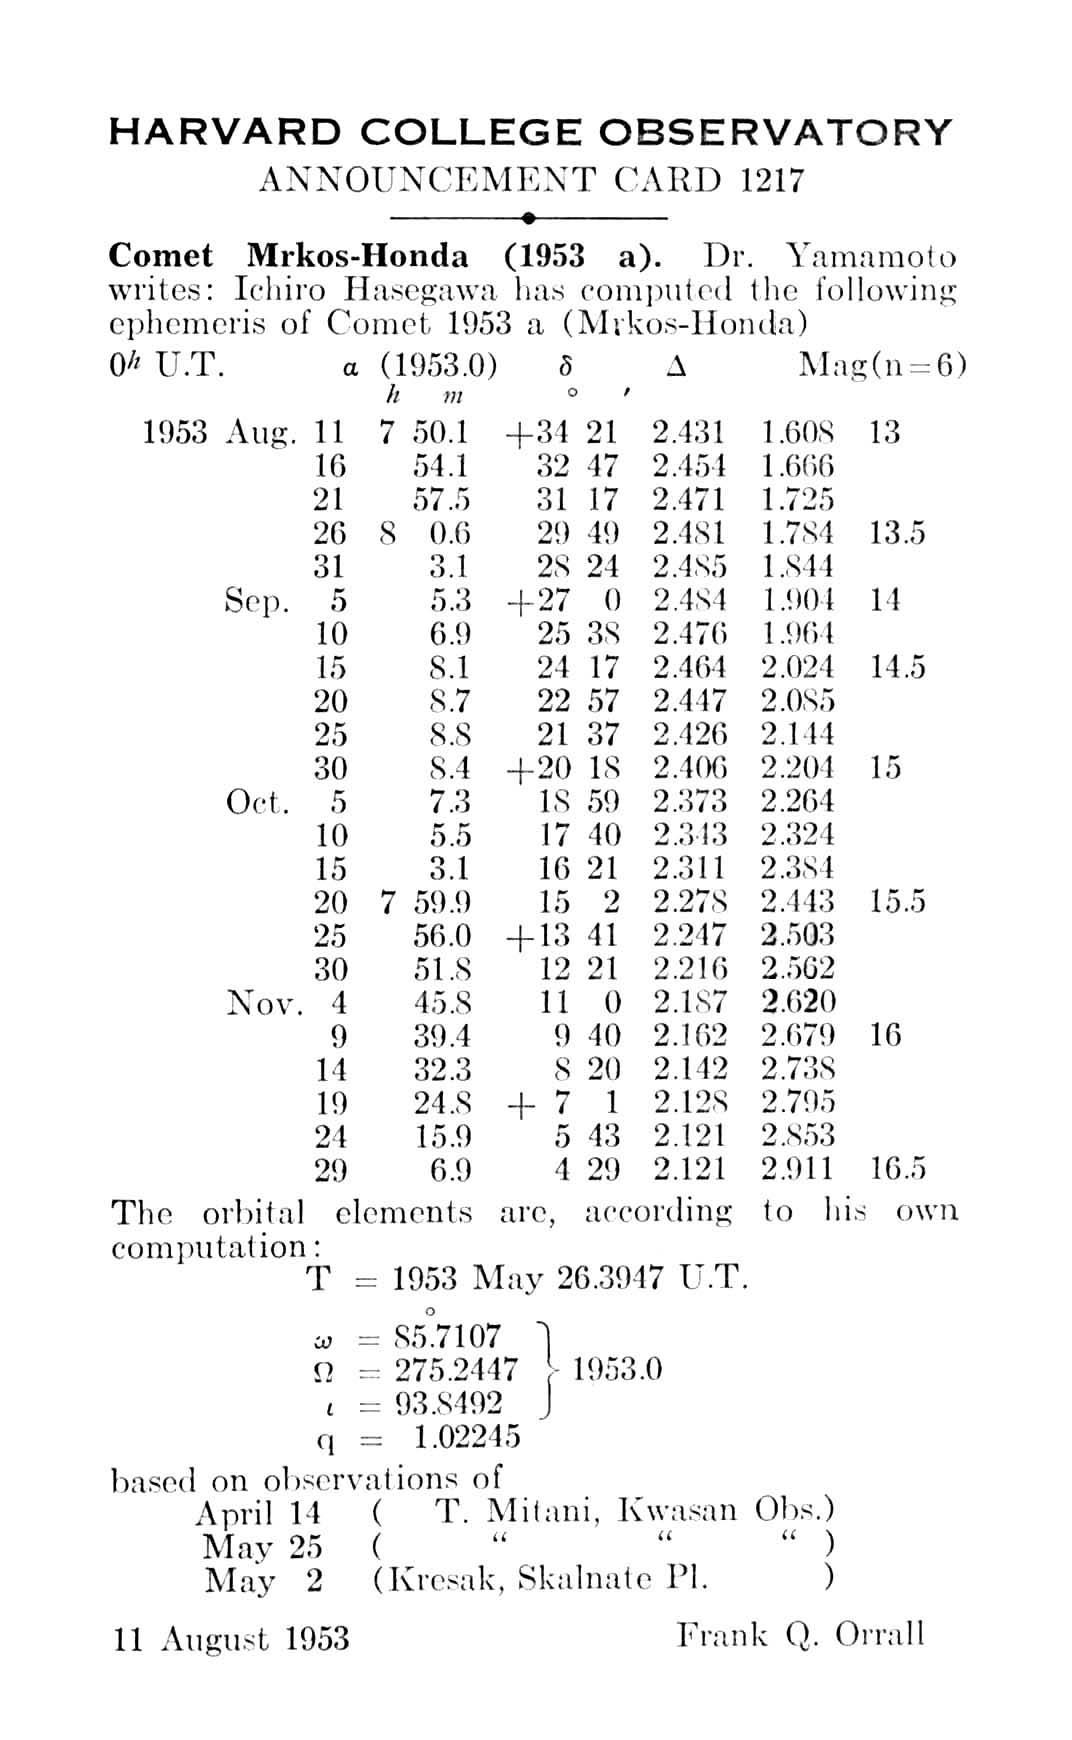 HARVARD COLLEGE OBSERVATORY
ANNOUNCEMENT CARD 1217
Comet Mrkos-Honda (1953 a). Dr. Yamamoto
writes: Ichiro Hasegawa has computed the following
ephemeris of Comet 1953 a (Mrkos-Honda)
0h U.T. α (1953.0) δ Δ Mag(n=6)
h m ° ′
1953 Aug. 11 7 50.1 +34 21 2.431 1.608 13
16 54.1 32 47 2.454 1.666
21 57.5 31 17 2.471 1.725
26 8 0.6 29 49 2.481 1.784 13.5
31 3.1 28 24 2.485 1.844
Sep. 5 5.3 +27 0 2.484 1.904 14
10 6.9 25 38 2.476 1.964
15 8.1 24 17 2.464 2.024 14.5
20 8.7 22 57 2.447 2.085
25 8.8 21 37 2.426 2.144
30 8.4 +20 18 2.406 2.204 15
Oct. 5 7.3 18 59 2.373 2.264
10 5.5 17 40 2.343 2.324
15 3.1 16 21 2.311 2.384
20 7 59.9 15 2 2.278 2.443 15.5
25 56.0 +13 41 2.247 2.503
30 51.8 12 21 2.216 2.562
Nov. 4 45.8 11 0 2.187 2.620
9 39.4 9 40 2.162 2.679 16
14 32.3 8 20 2.142 2.738
19 24.8 + 7 1 2.128 2.795
24 15.9 5 43 2.121 2.853
29 6.9 4 29 2.121 2.911 16.5
The orbital elements are, according to his own
computation:
T = 1953 May 26.3947 U.T.
°
ω = 85.7107
Ω = 275.2447 } 1953.0
ι = 93.8492
q = 1.02245
based on observations of
April 14 ( T. Mitani, Kwasan Obs.)
May 25 ( “ “ “ )
May 2 (Kresak, Skalnate Pl. )
11 August 1953 Frank Q. Orrall